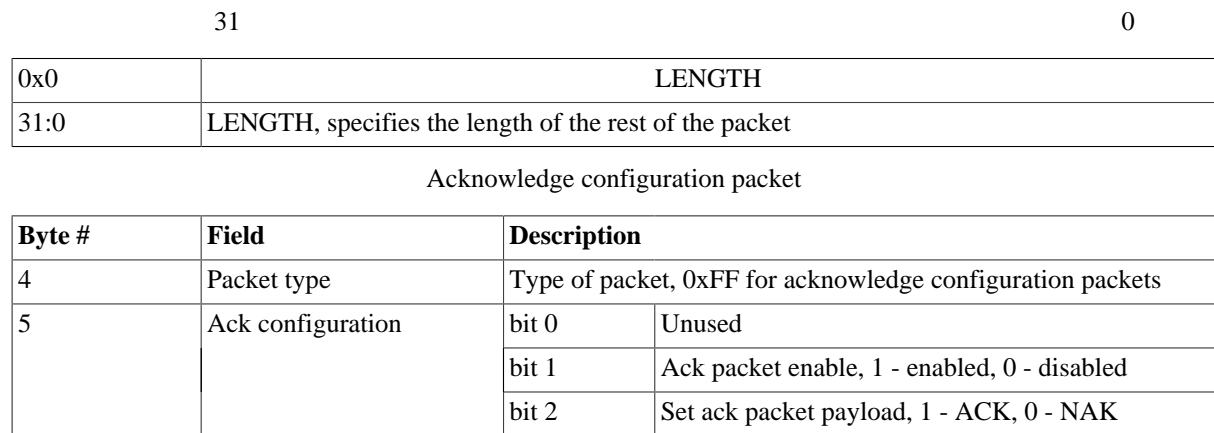 31 0
0x0 LENGTH
31:0 LENGTH, specifies the length of the rest of the packet
Acknowledge configuration packet
Byte # Field Description
4 Packet type Type of packet, 0xFF for acknowledge configuration packets
5 Ack configuration bit 0 Unused
bit 1 Ack packet enable, 1 - enabled, 0 - disabled
bit 2 Set ack packet payload, 1 - ACK, 0 - NAK